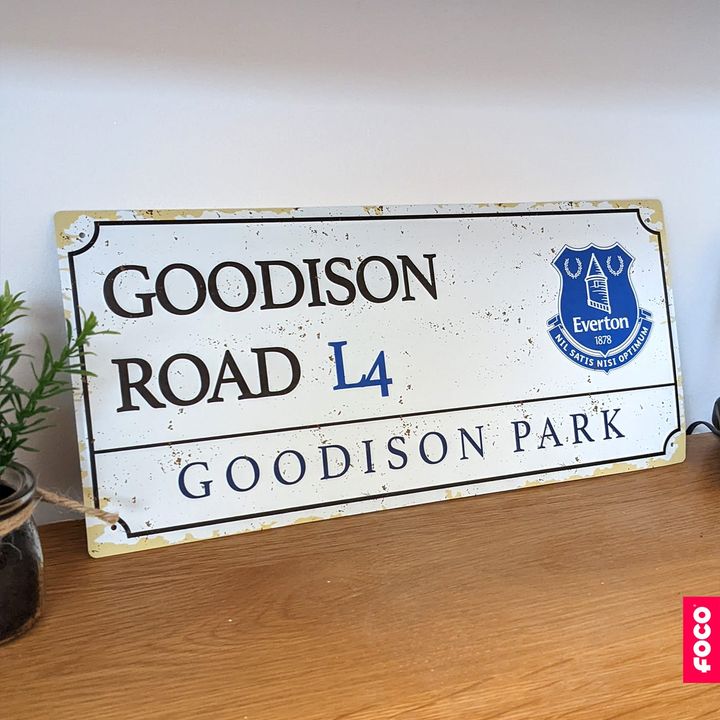 GOODISON
ROAD L4
GOODISON PARK
Everton
1878
NIL SATIS NISI OPTIMUM
foco